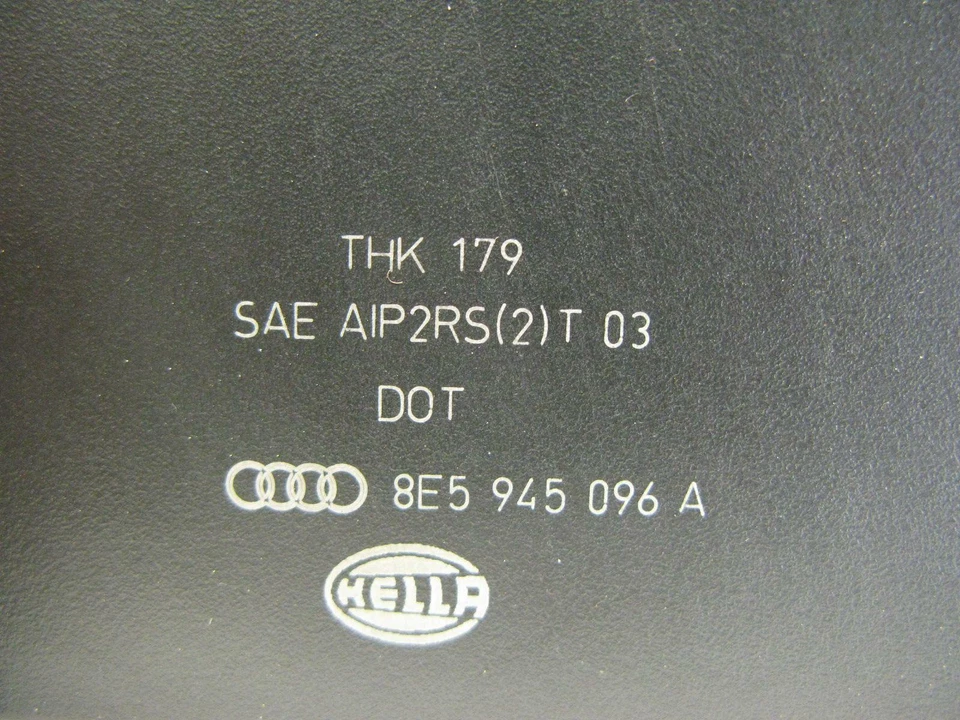 THK 179
SAE AIP2RS(2)T 03
DOT
8E5 945 096 A
HELLA